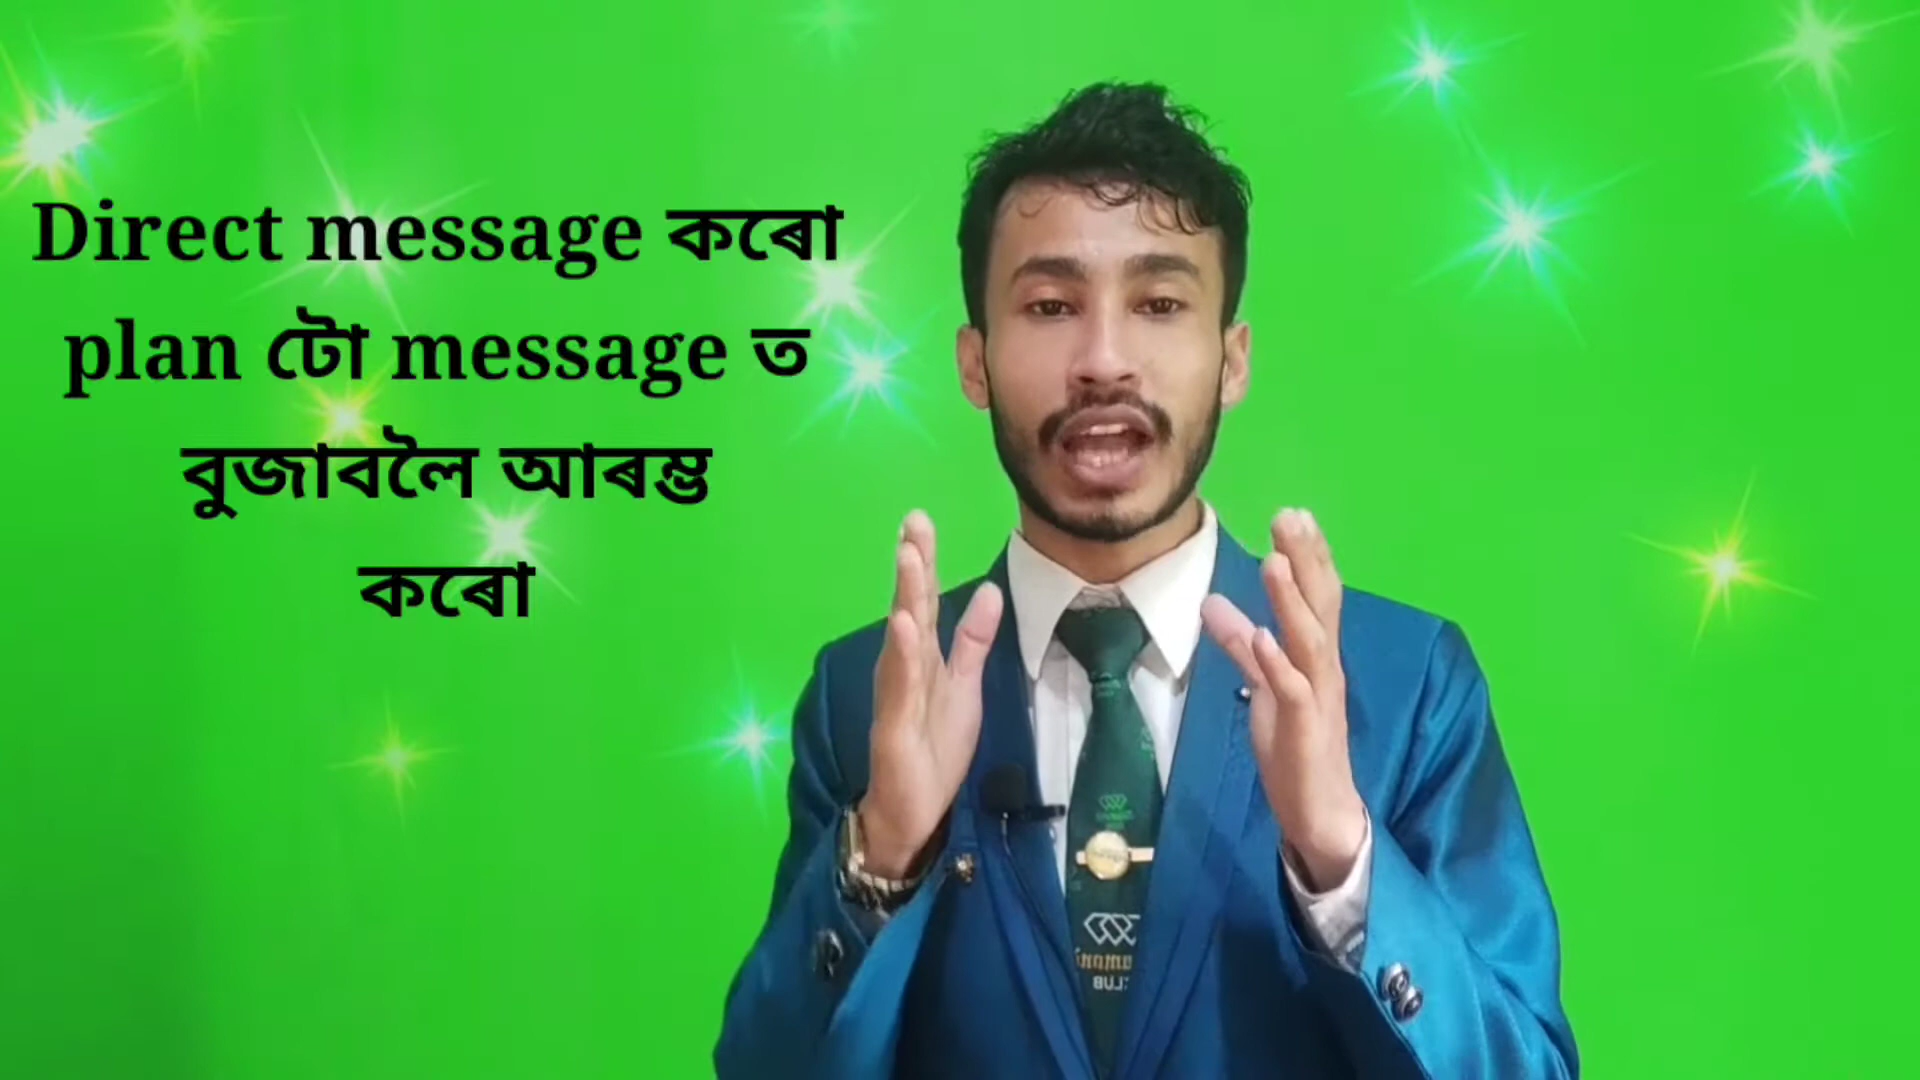 Direct message কৰো
plan টো message ত
বুজাবলৈ আৰম্ভ
কৰো